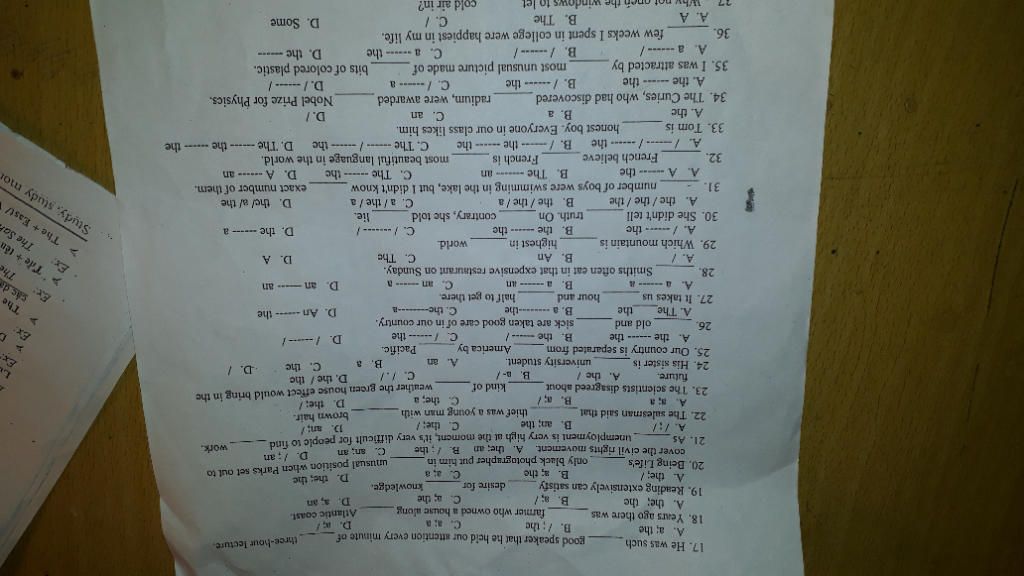 17. He was such ______ good speaker that he held our attention every minute of ______ three-hour lecture.
A. a; the B. / ; the C. a; a D. a; /
18. Years ago there was ______ farmer who owned a house along ______ Atlantic coast.
A. the; the B. a; / C. a; the D. a; an
19. Reading extensively can satisfy ______ desire for ______ knowledge.
A. the; / B. a; the C. a; a D. the; the
20. Being Life's ______ only black photographer put him in ______ unusual position when Parks set out to
cover the civil rights movement. A. the; an B. / ; the C. an; an D. / ; an
21. As ______ unemployment is very high at the moment, it's very difficult for people to find ______ work.
A. / ; / B. an; the C. the; / D. an; /
22. The salesman said that ______ thief was a young man with ______ brown hair.
A. a; a B. a; / C. the; a D. the; /
23. The scientists disagreed about ______ kind of ______ weather the green house effect would bring in the
future. A. the / B. a- / C. / / D. the / the
24. His sister is ______ university student. A. an B. a C. the D. /
25. Our country is separated from ______ America by ______ Pacific.
A. the ------ the B. the ------ / C. / ------ the D. / ------ /
26. ______ old and ______ sick are taken good care of in our country.
A. The____the B. a ---------the C. the--------a D. An ------ the
27. It takes us ______ hour and ______ half to get there.
A. a ------ a B. a ------ an C. an ------ a D. an ------ an
28. ______ Smiths often eat in that expensive restaurant on Sunday.
A. / B. An C. The D. A
29. Which mountain is ______ highest in ______ world.
A. / ------ the B. the ------ the C. / ------ / D. the ------ a
30. She didn't tell ______ truth. On ______ contrary, she told ______ lie.
A. the / the / the B. the / the / a C. a / the / a D. the/ a/ the
31. ______ number of boys were swimming in the lake, but I didn't know ______ exact number of them.
A. A ------ the B. The ------ an C. The ------ the D. A ------ an
32. ______ French believe ______ French is ______ most beautiful language in the world.
A. / ------ / ------ the B. / ------ the ------ the C. The ------ / ------ the D. The ------ the ------ the
33. Tom is ______ honest boy. Everyone in our class likes him.
A. the B. a C. an D. /
34. The Curies, who had discovered ______ radium, were awarded ______ Nobel Prize for Physics.
A. the ------ the B. / ------ the C. / ------ a D. / ------ /
35. I was attracted by ______ most unusual picture made of ______ bits of colored plastic.
A. a ------ / B. / ------ / C. a ------ the D. the ------
36. ______ few weeks I spent in college were happiest in my life.
A. A B. The C. / D. Some
37. Why not open the windows to let ______ cold air in?
Study, study mor
The + East/
The
Ex: